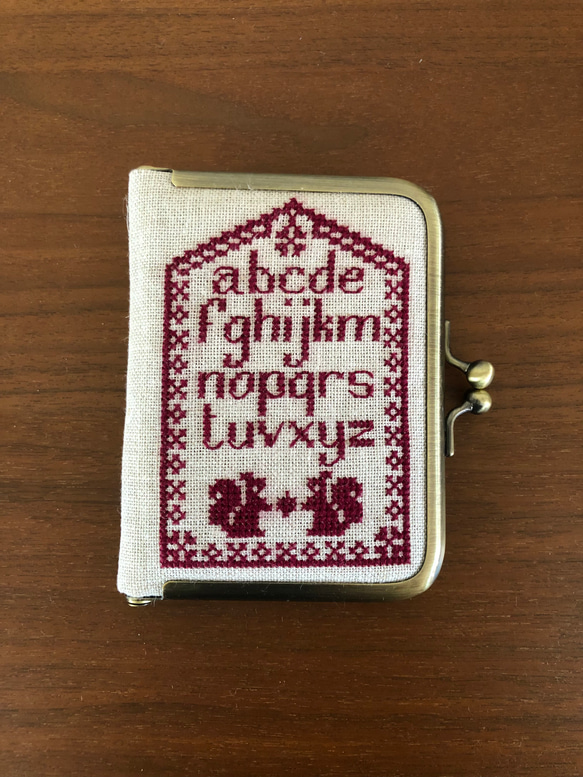 abcde
fghijkm
nopqrs
tuvxyz